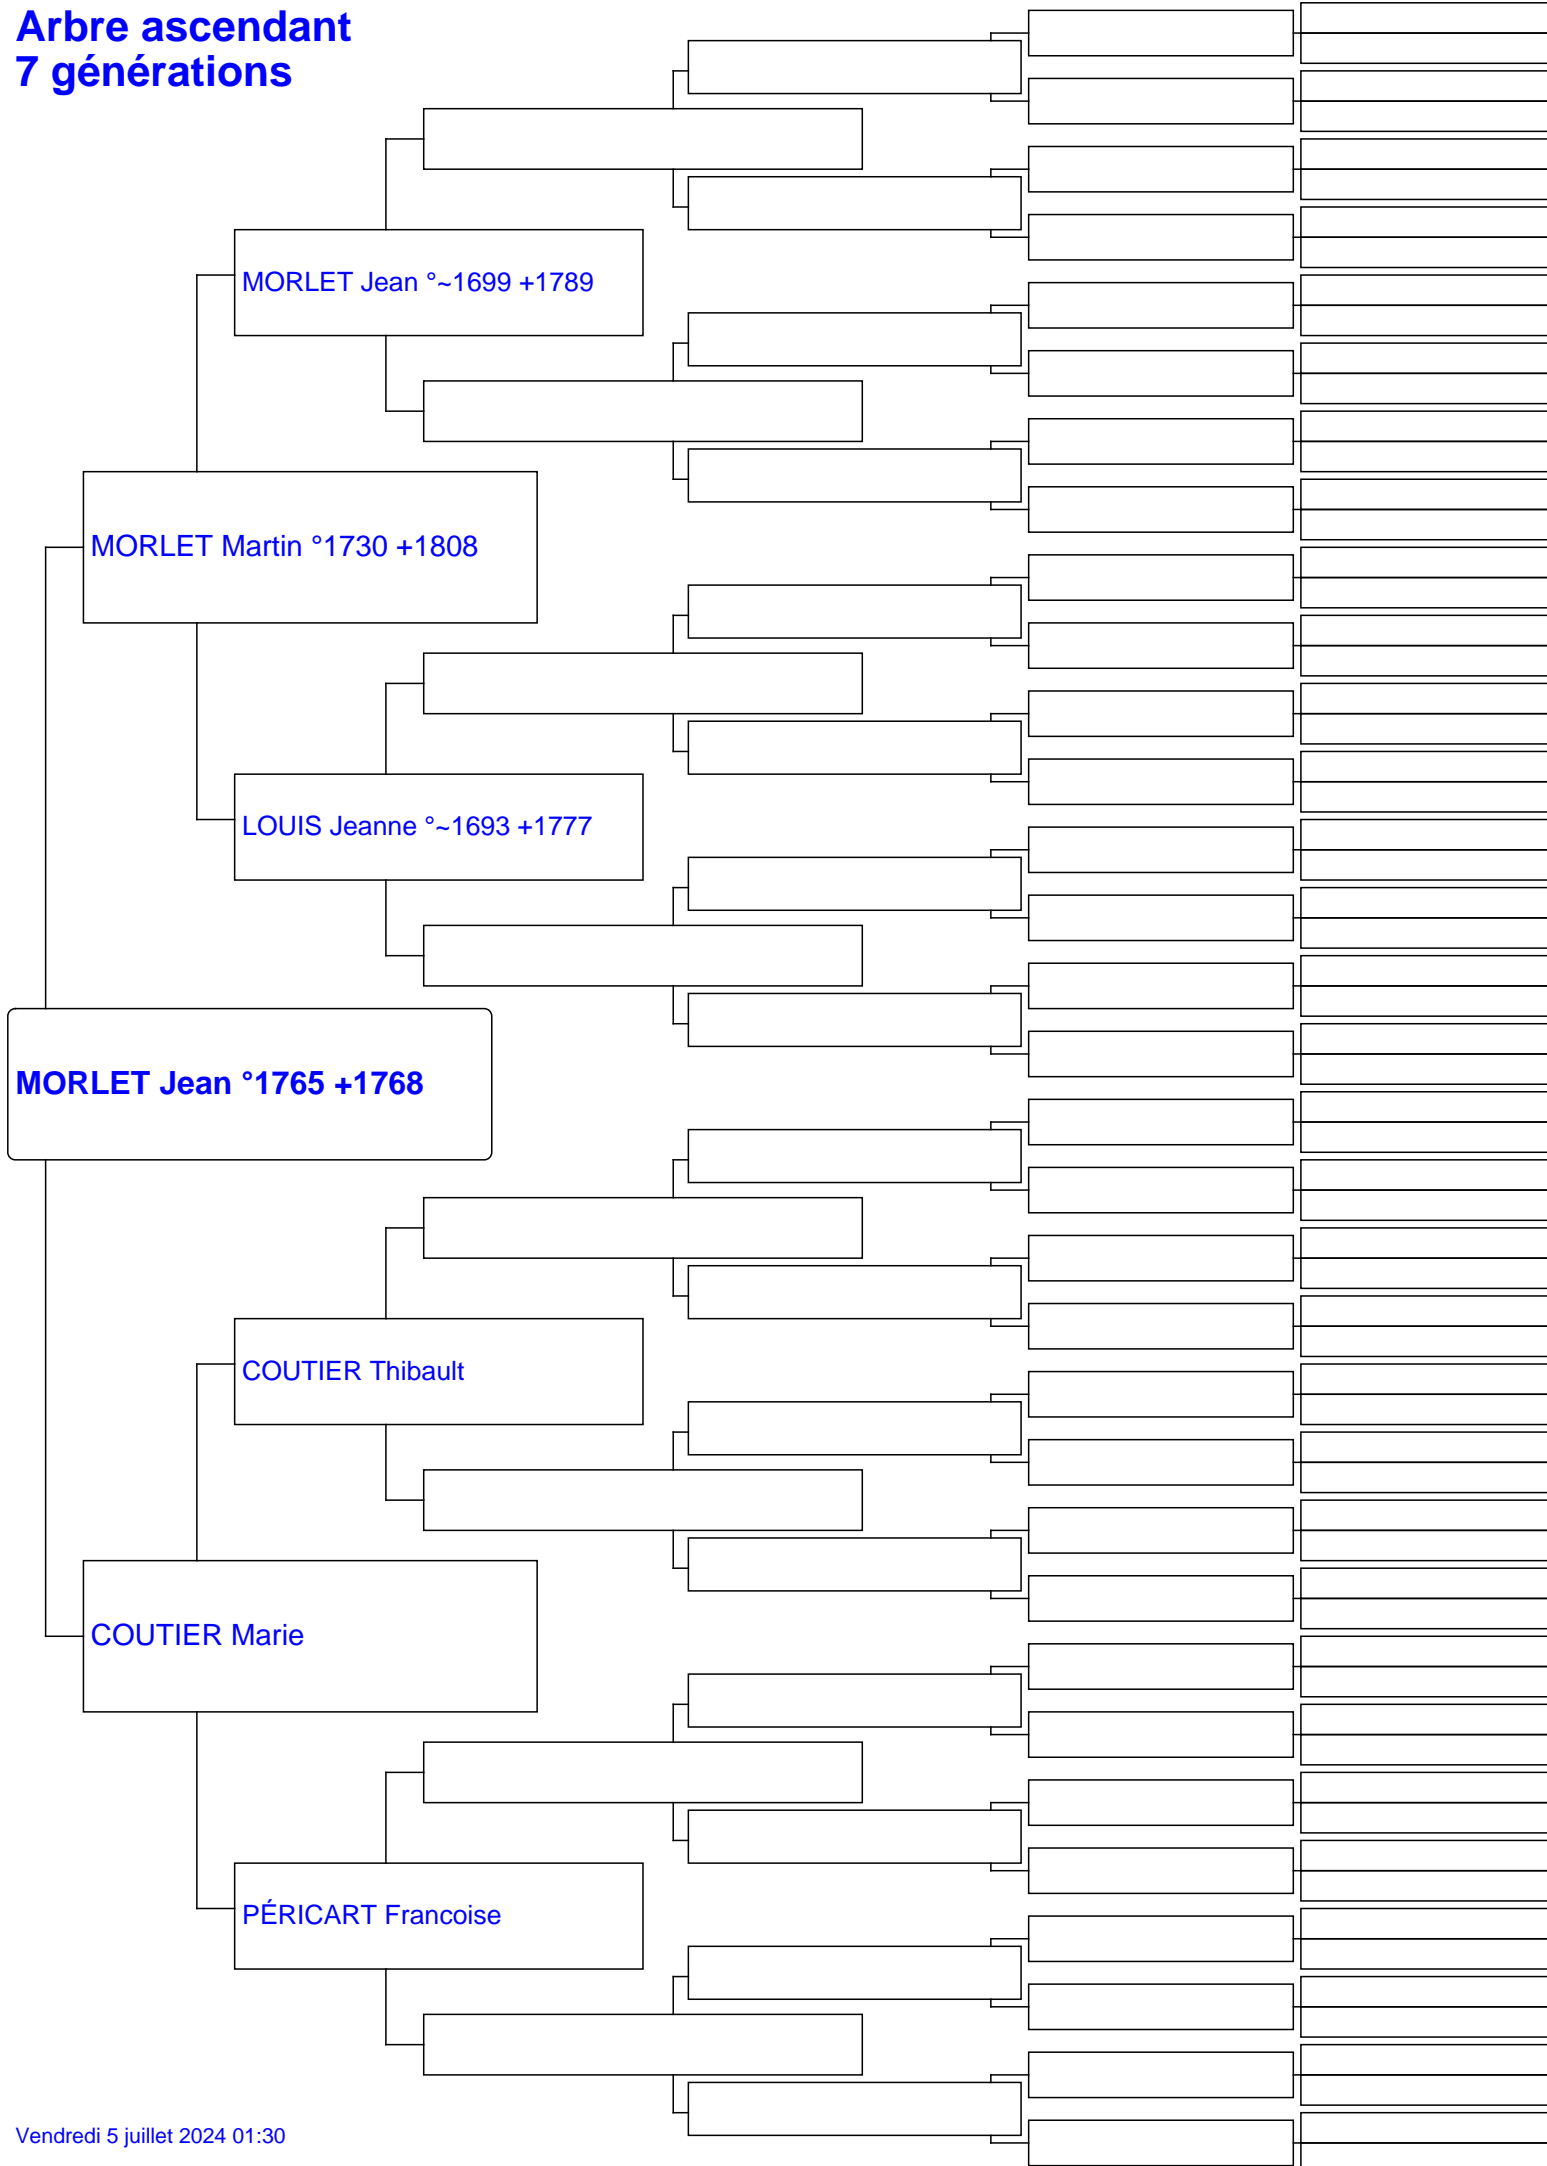 Arbre ascendant
7 générations
MORLET Jean °~1699 +1789
MORLET Martin °1730 +1808
LOUIS Jeanne °~1693 +1777
MORLET Jean °1765 +1768
COUTIER Thibault
COUTIER Marie
PÉRICART Francoise
Vendredi 5 juillet 2024 01:30